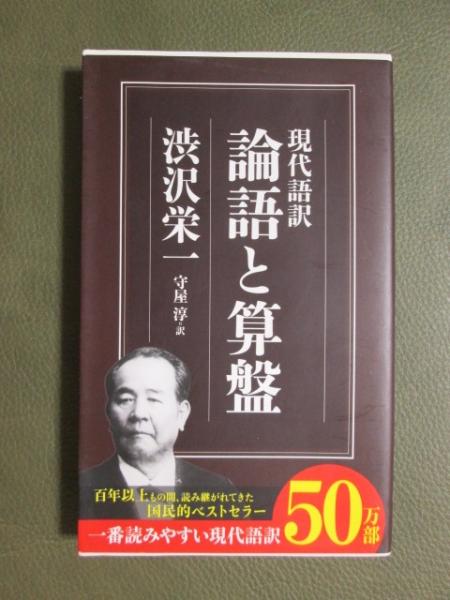 現代語訳
論語と算盤
渋沢栄一
守屋 淳=訳
百年以上もの間、読み継がれてきた
国民的ベストセラー
一番読みやすい現代語訳
50万部